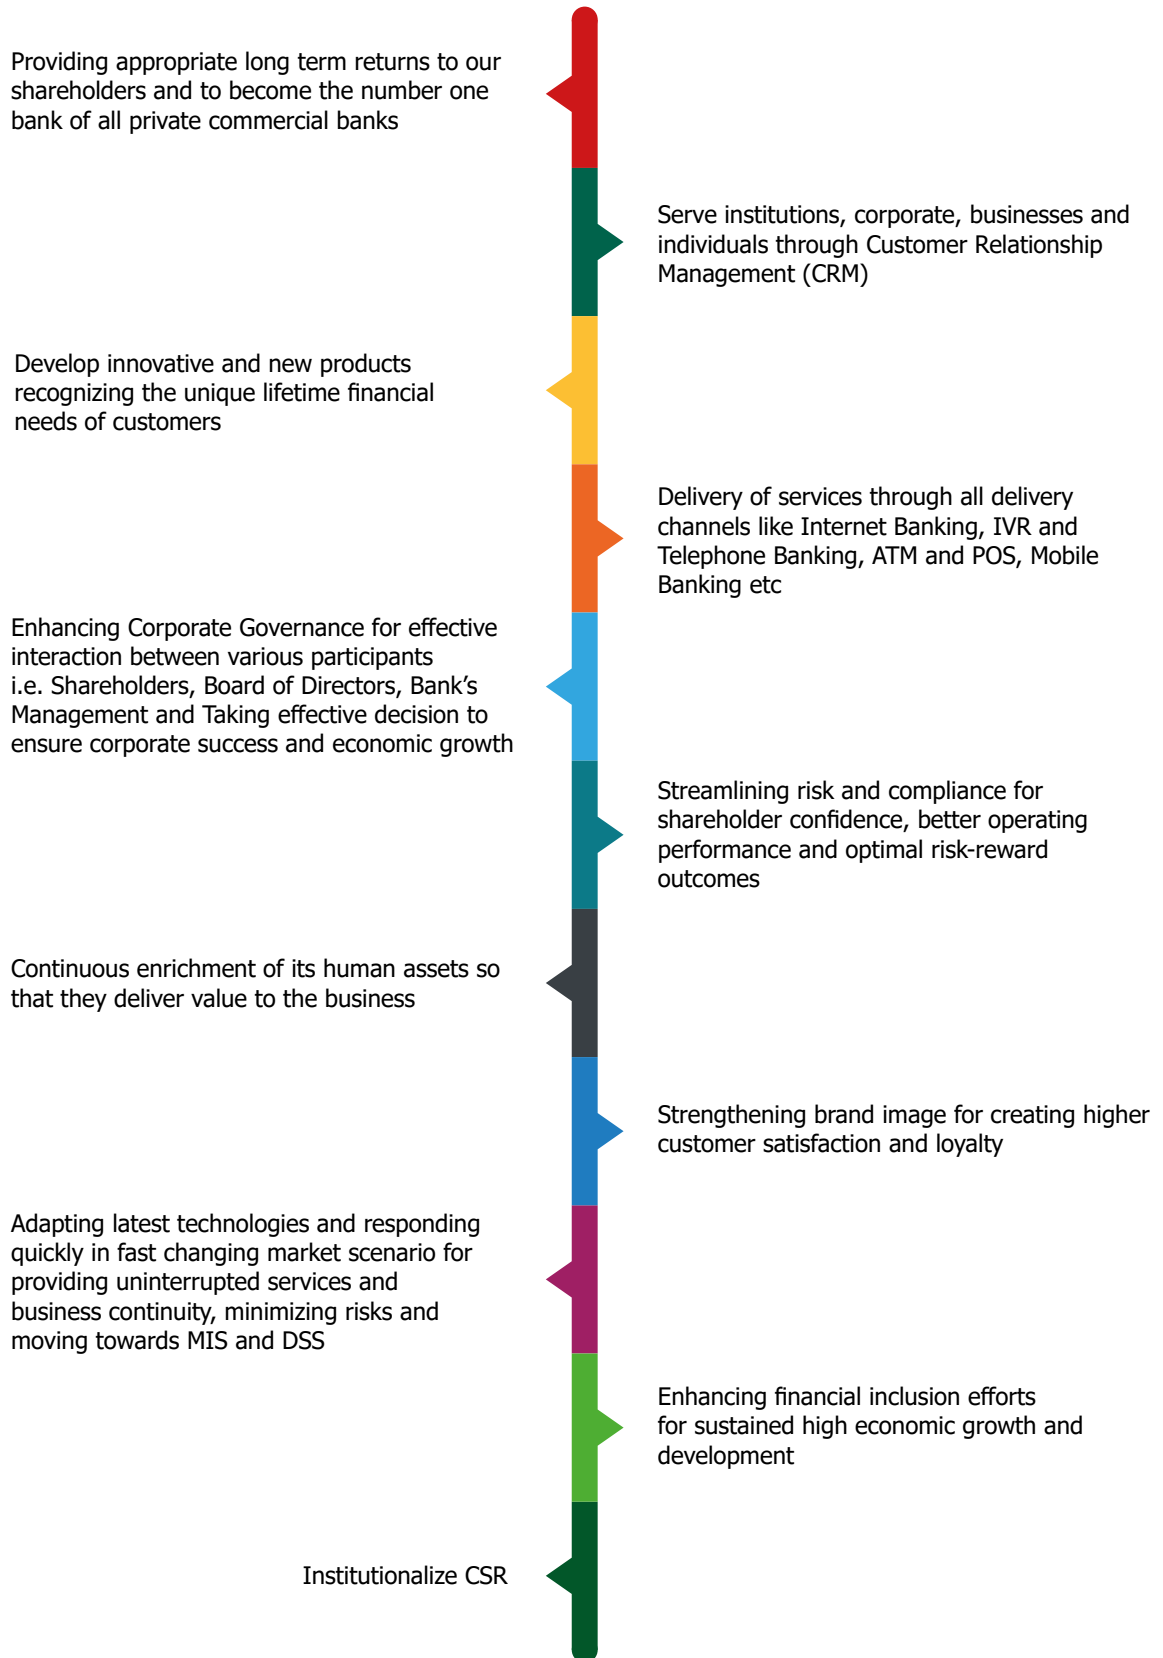 Providing appropriate long term returns to our
shareholders and to become the number one
bank of all private commercial banks
Serve institutions, corporate, businesses and
individuals through Customer Relationship
Management (CRM)
Develop innovative and new products
recognizing the unique lifetime financial
needs of customers
Delivery of services through all delivery
channels like Internet Banking, IVR and
Telephone Banking, ATM and POS, Mobile
Banking etc
Enhancing Corporate Governance for effective
interaction between various participants
i.e. Shareholders, Board of Directors, Bank’s
Management and Taking effective decision to
ensure corporate success and economic growth
Streamlining risk and compliance for
shareholder confidence, better operating
performance and optimal risk-reward
outcomes
Continuous enrichment of its human assets so
that they deliver value to the business
Strengthening brand image for creating higher
customer satisfaction and loyalty
Adapting latest technologies and responding
quickly in fast changing market scenario for
providing uninterrupted services and
business continuity, minimizing risks and
moving towards MIS and DSS
Enhancing financial inclusion efforts
for sustained high economic growth and
development
Institutionalize CSR